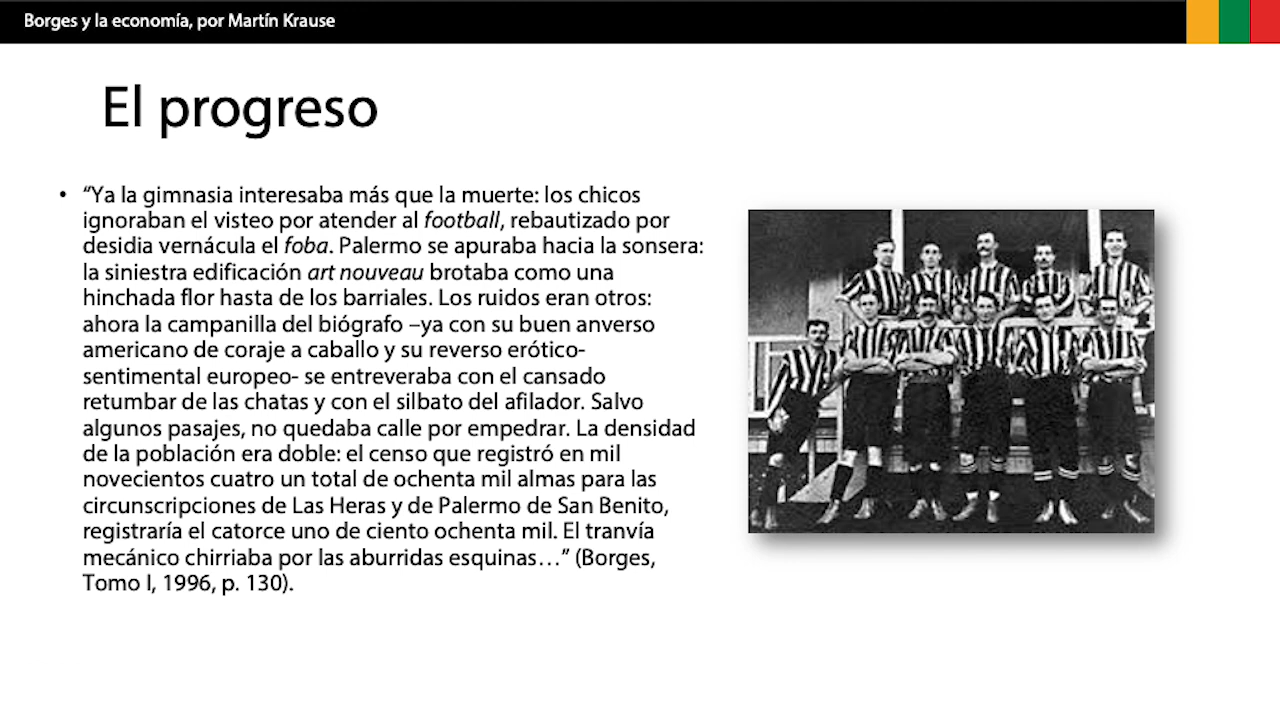 Borges y la economía, por Martín Krause
El progreso
• “Ya la gimnasia interesaba más que la muerte: los chicos
ignoraban el visteo por atender al football, rebautizado por
desidia vernácula el foba. Palermo se apuraba hacia la sonsera:
la siniestra edificación art nouveau brotaba como una
hinchada flor hasta de los barriales. Los ruidos eran otros:
ahora la campanilla del biógrafo –ya con su buen anverso
americano de coraje a caballo y su reverso erótico-
sentimental europeo- se entreveraba con el cansado
retumbar de las chatas y con el silbato del afilador. Salvo
algunos pasajes, no quedaba calle por empedrar. La densidad
de la población era doble: el censo que registró en mil
novecientos cuatro un total de ochenta mil almas para las
circunscripciones de Las Heras y de Palermo de San Benito,
registraría el catorce uno de ciento ochenta mil. El tranvía
mecánico chirriaba por las aburridas esquinas…” (Borges,
Tomo I, 1996, p. 130).